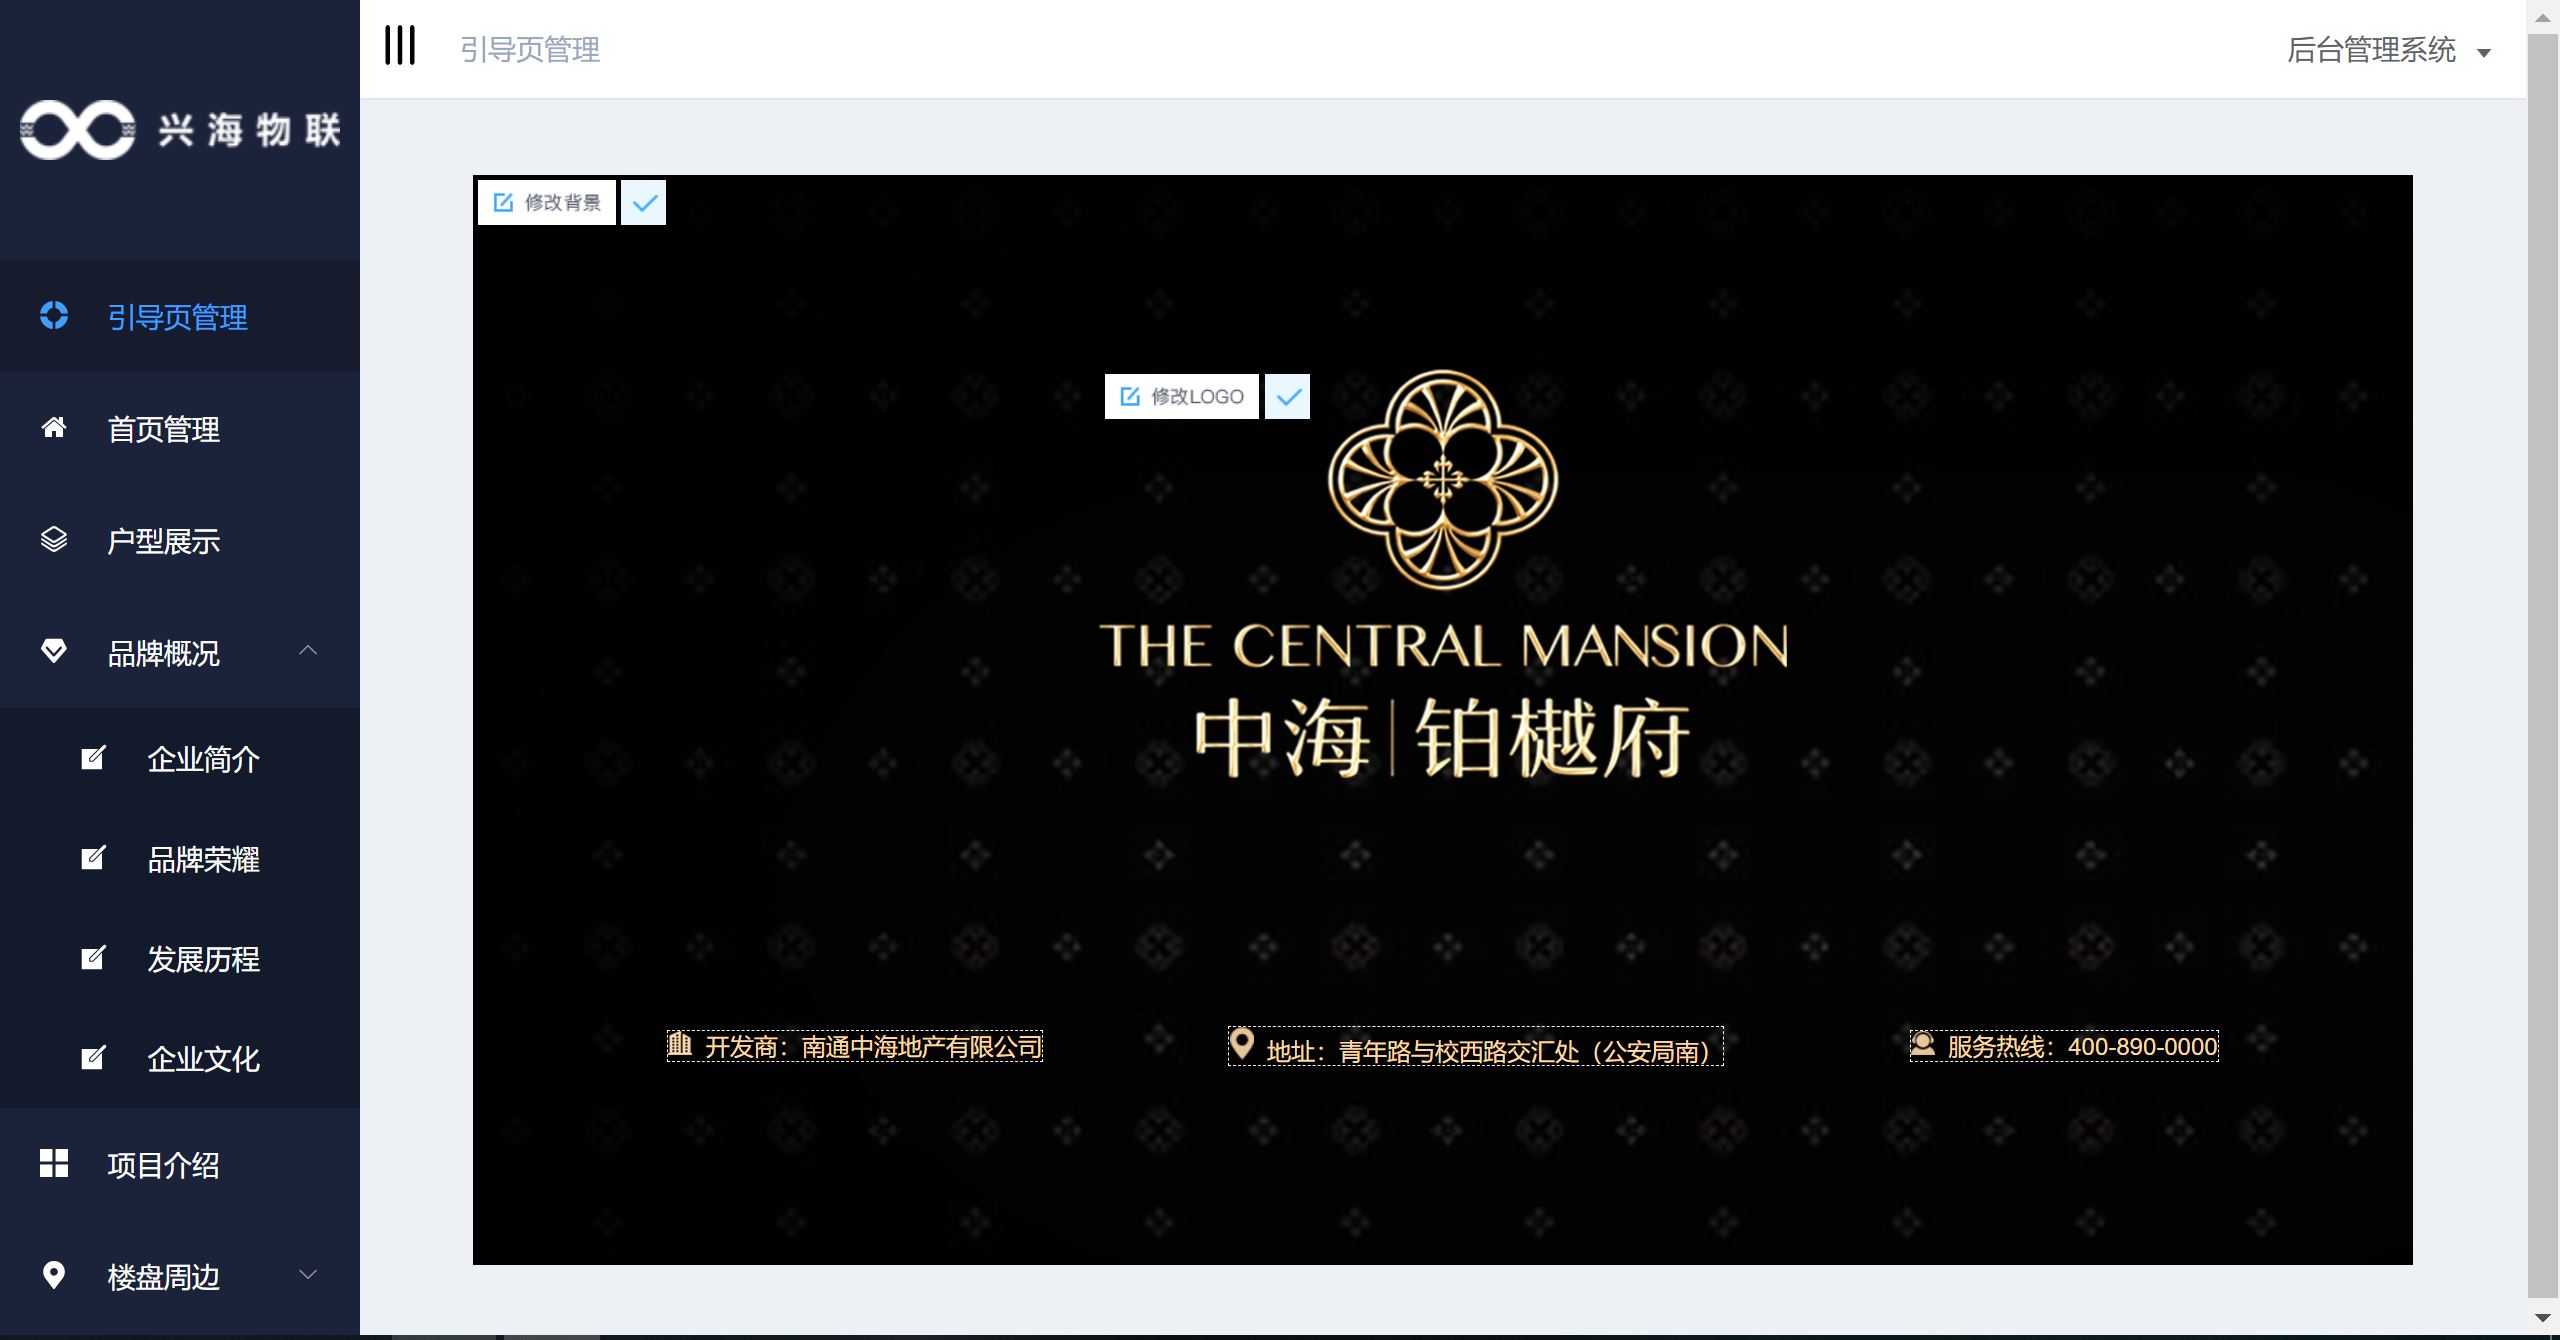 兴海物联
引导页管理
首页管理
户型展示
品牌概况
企业简介
品牌荣耀
发展历程
企业文化
项目介绍
楼盘周边
引导页管理
后台管理系统
修改背景
修改LOGO
THE CENTRAL MANSION
中海|铂樾府
开发商：南通中海地产有限公司
地址：青年路与校西路交汇处（公安局南）
服务热线：400-890-0000